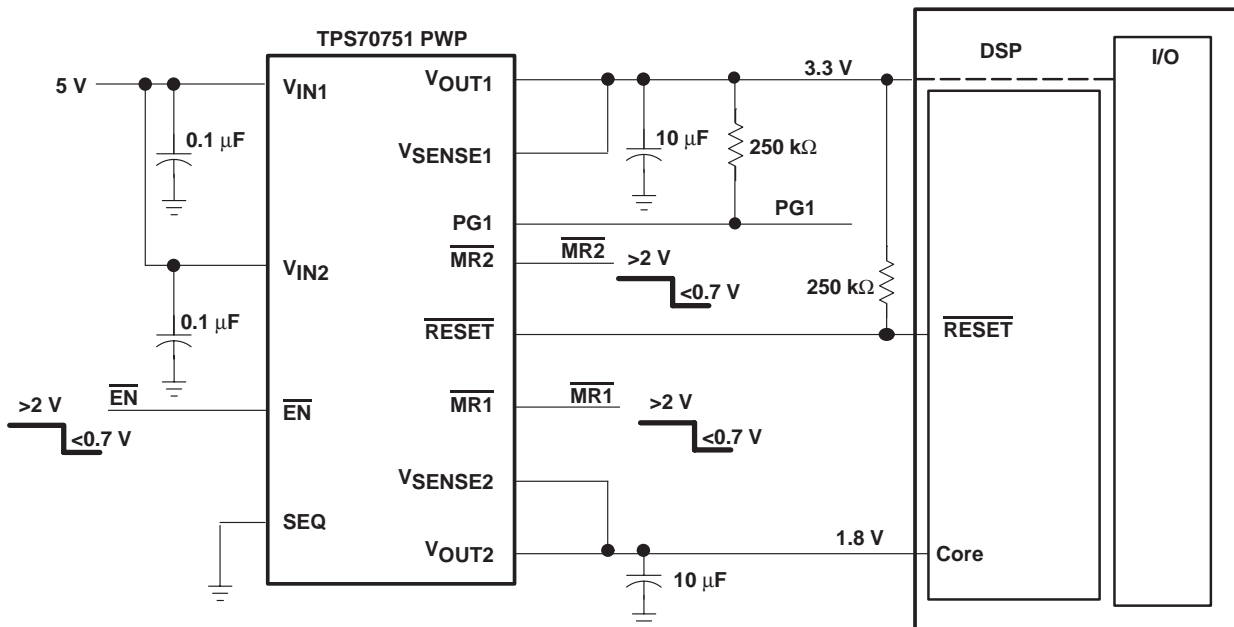 TPS70751 PWP
DSP
I/O
5 V
VIN1
VOUT1
3.3 V
0.1 μF
VSENSE1
10 μF
250 kΩ
PG1
PG1
MR2
MR2
>2 V
<0.7 V
VIN2
250 kΩ
0.1 μF
RESET
RESET
EN
EN
>2 V
<0.7 V
MR1
MR1
>2 V
<0.7 V
VSENSE2
SEQ
VOUT2
1.8 V
Core
10 μF